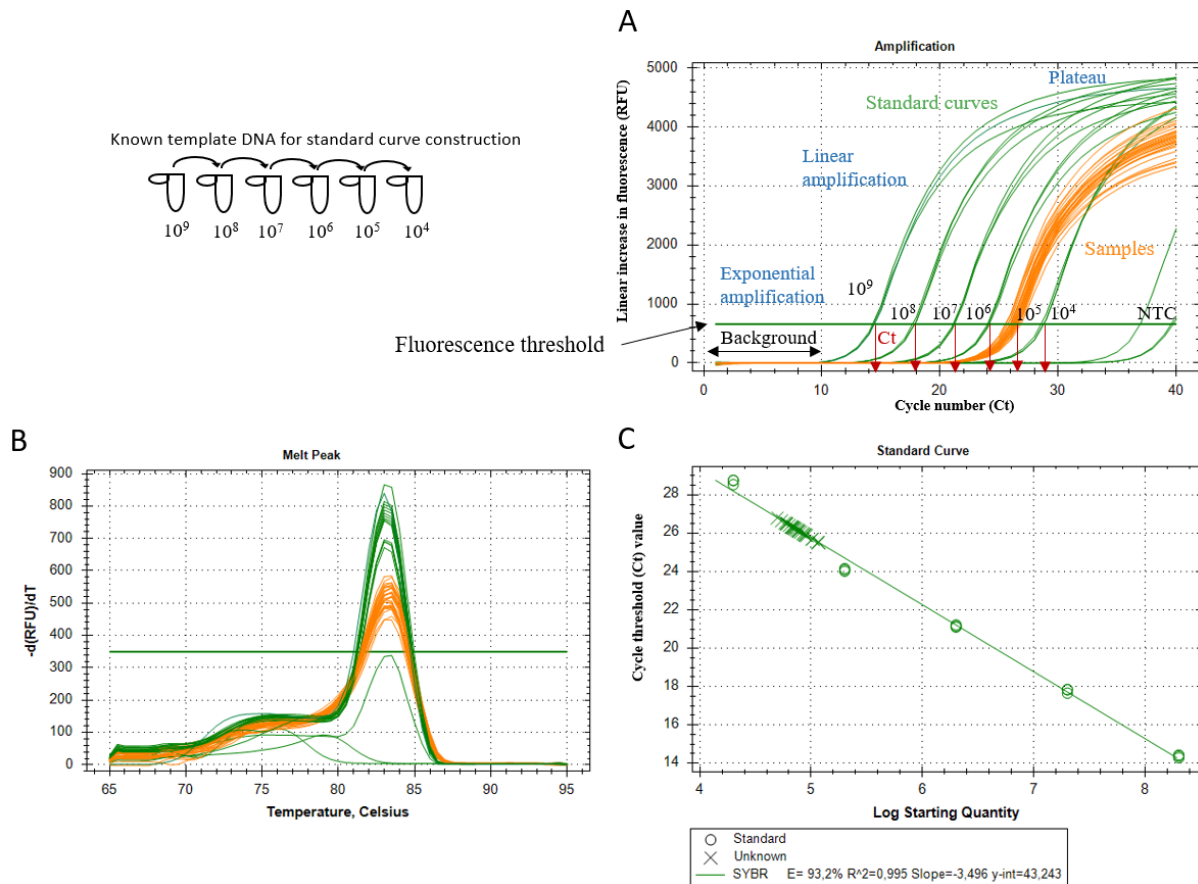 Known template DNA for standard curve construction
10⁹ 10⁸ 10⁷ 10⁶ 10⁵ 10⁴
A
Amplification
Linear increase in fluorescence (RFU)
5000
4000
3000
2000
1000
0
Plateau
Standard curves
Linear
amplification
Samples
Exponential
amplification
10⁹
10⁸
10⁷
10⁶
10⁵
10⁴
NTC
Fluorescence threshold
Background
Ct
0 10 20 30 40
Cycle number (Ct)
B
Melt Peak
-d(RFU)/dT
900
800
700
600
500
400
300
200
100
0
65 70 75 80 85 90 95
Temperature, Celsius
C
Standard Curve
Cycle threshold (Ct) value
28
26
24
22
20
18
16
14
4 5 6 7 8
Log Starting Quantity
Standard
Unknown
SYBR E= 93,2% R^2=0,995 Slope=-3,496 y-int=43,243